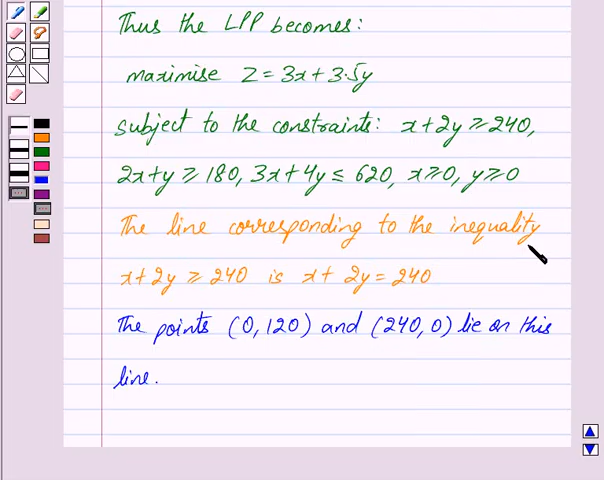 Thus the LPP becomes:
maximise Z = 3x + 3.5y
subject to the constraints: x + 2y ≥ 240,
2x + y ≥ 180, 3x + 4y ≤ 620, x ≥ 0, y ≥ 0
The line corresponding to the inequality
x + 2y ≥ 240 is x + 2y = 240
The points (0, 120) and (240, 0) lie on this
line.